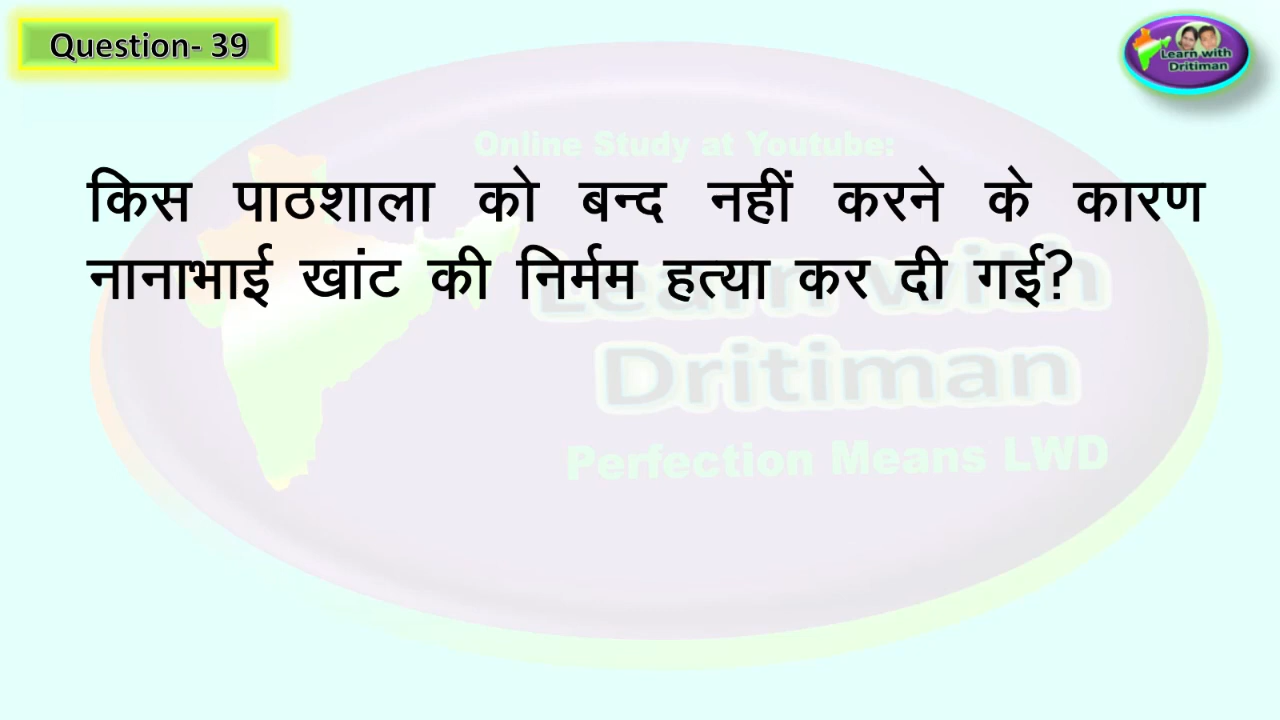 Question- 39
Learn with
Dritiman
Online Study at Youtube:
किस पाठशाला को बन्द नहीं करने के कारण
नानाभाई खांट की निर्मम हत्या कर दी गई?
Learn with
Dritiman
Perfection Means LWD